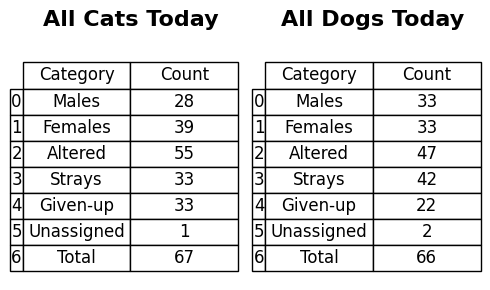 All Cats Today
Category Count
0 Males 28
1 Females 39
2 Altered 55
3 Strays 33
4 Given-up 33
5 Unassigned 1
6 Total 67
All Dogs Today
Category Count
0 Males 33
1 Females 33
2 Altered 47
3 Strays 42
4 Given-up 22
5 Unassigned 2
6 Total 66